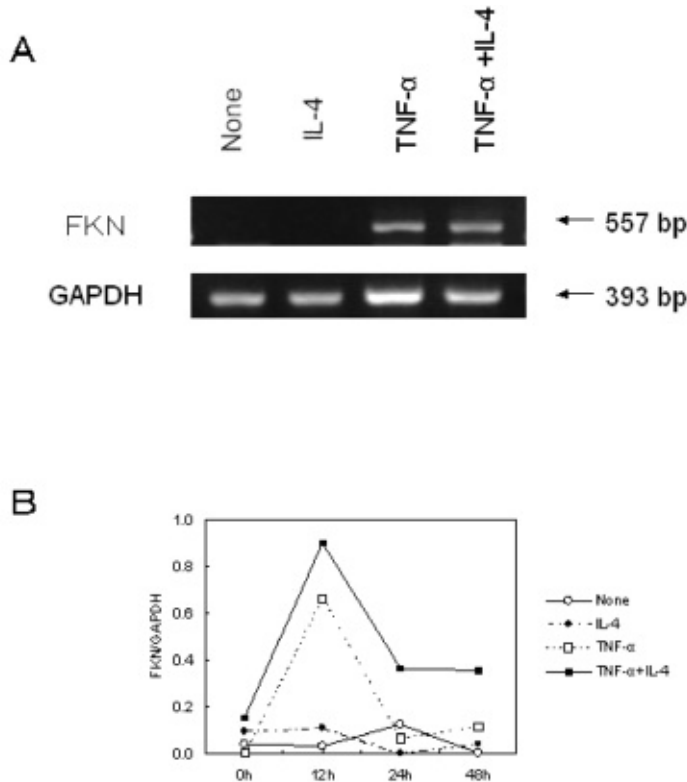 A
None
IL-4
TNF-α
TNF-α +IL-4
FKN
557 bp
GAPDH
393 bp
B
1.0
0.8
0.6
0.4
0.2
0.0
FKN/GAPDH
0h
12h
24h
48h
None
IL-4
TNF-α
TNF-α+IL-4